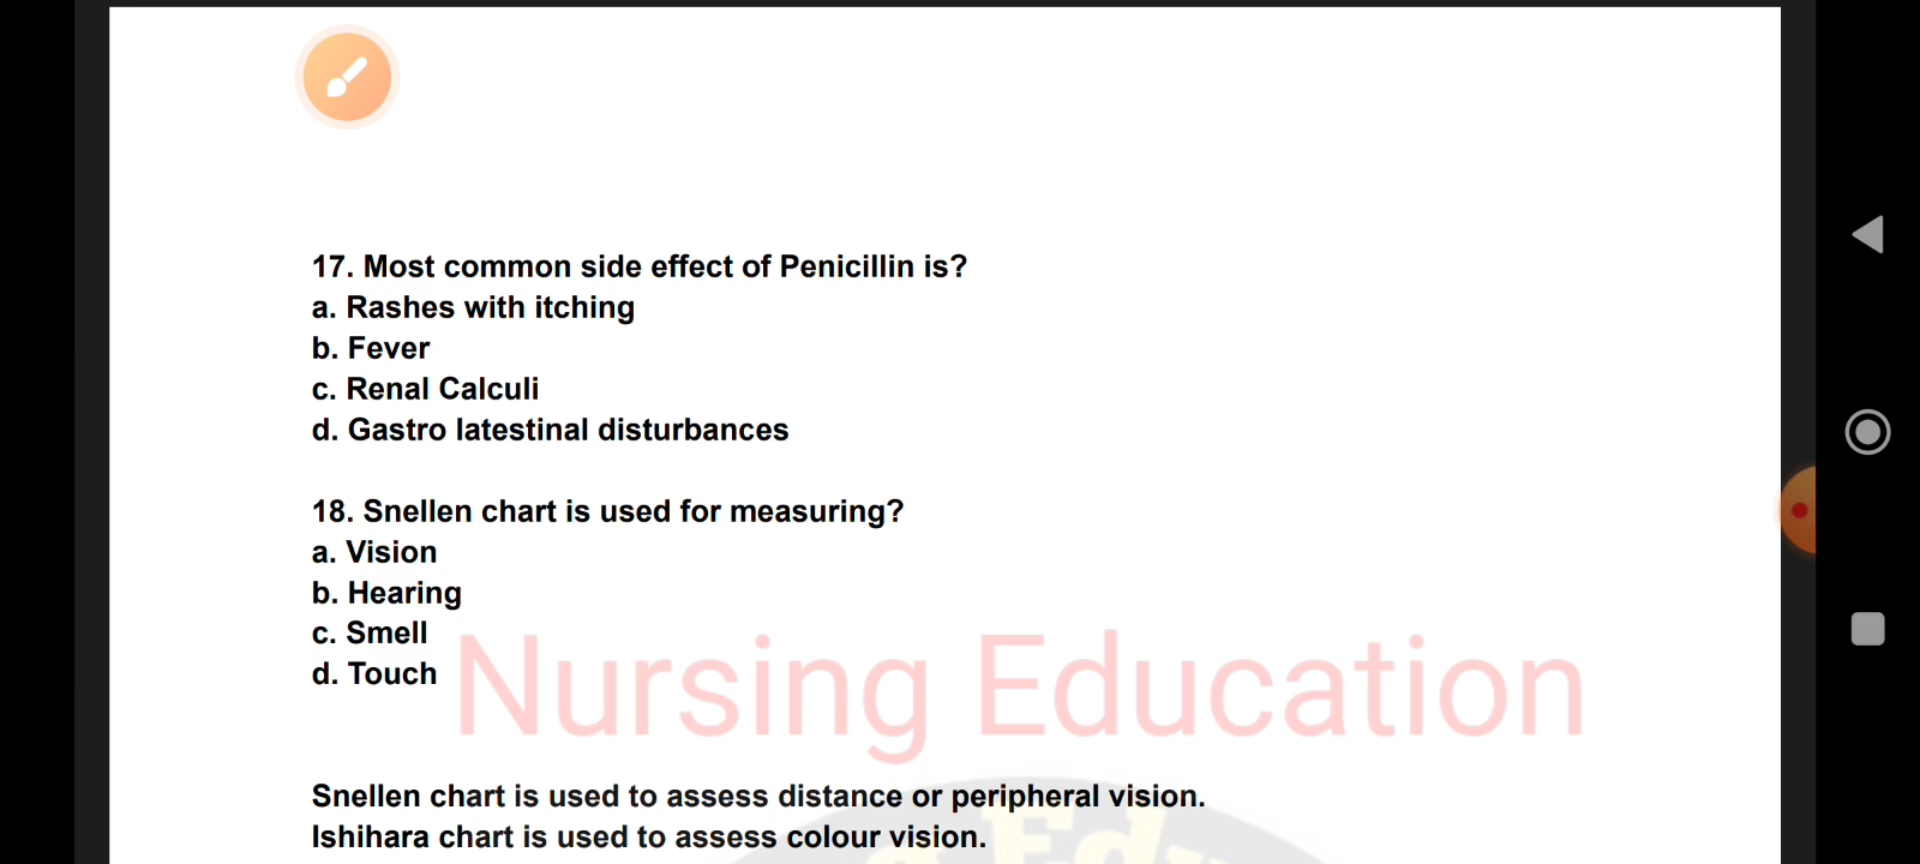 17. Most common side effect of Penicillin is?
a. Rashes with itching
b. Fever
c. Renal Calculi
d. Gastro latestinal disturbances
18. Snellen chart is used for measuring?
a. Vision
b. Hearing
c. Smell
d. Touch
Nursing Education
Snellen chart is used to assess distance or peripheral vision.
Ishihara chart is used to assess colour vision.